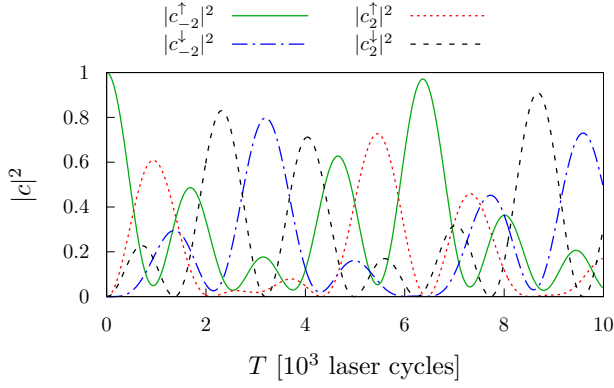 |c↑₋₂|² |c↑₂|²
|c↓₋₂|² |c↓₂|²
1
0.8
0.6
0.4
0.2
0
|c|²
0 2 4 6 8 10
T [10³ laser cycles]